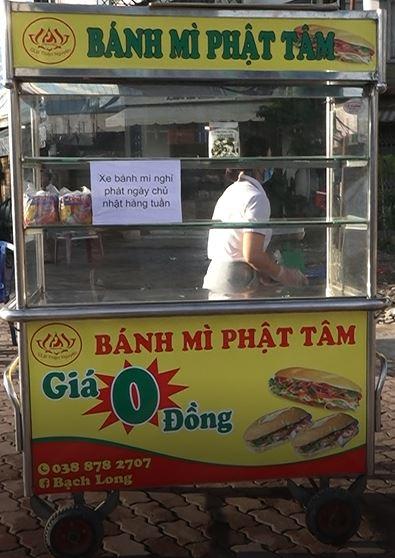 BÁNH MÌ PHẬT TÂM
Xe bánh mì nghỉ
phát ngày chủ
nhật hàng tuần
BÁNH MÌ PHẬT TÂM
Giá 0 Đồng
038 878 2707
Bạch Long